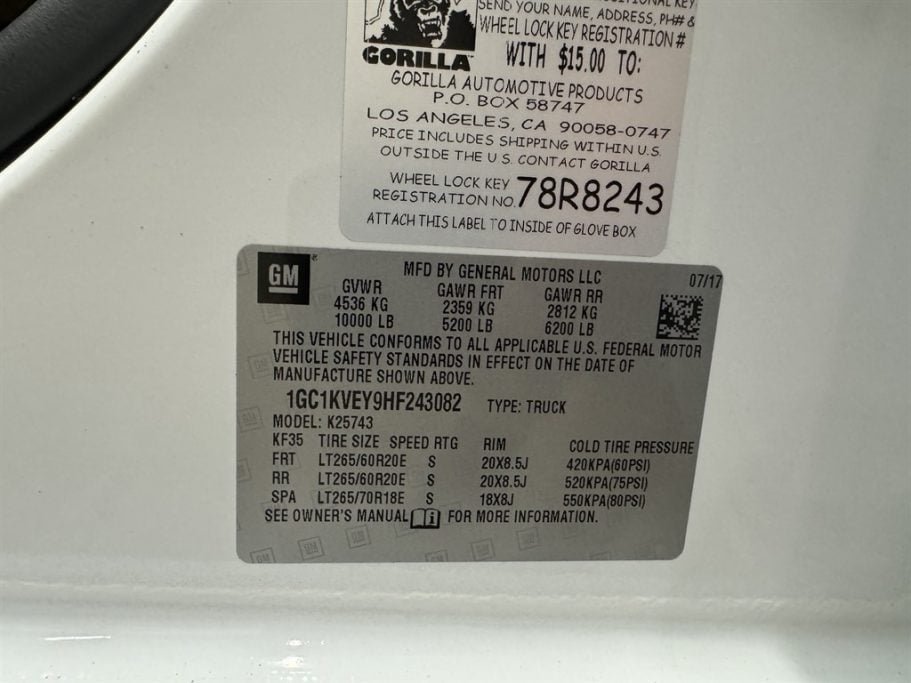 SEND YOUR NAME, ADDRESS, PH# &
WHEEL LOCK KEY REGISTRATION #
WITH $15.00 TO:
GORILLA
GORILLA AUTOMOTIVE PRODUCTS
P.O. BOX 58747
LOS ANGELES, CA 90058-0747
PRICE INCLUDES SHIPPING WITHIN U.S.
OUTSIDE THE U.S. CONTACT GORILLA
WHEEL LOCK KEY
REGISTRATION NO. 78R8243
ATTACH THIS LABEL TO INSIDE OF GLOVE BOX
GM
MFD BY GENERAL MOTORS LLC 07/17
GVWR GAWR FRT GAWR RR
4536 KG 2359 KG 2812 KG
10000 LB 5200 LB 6200 LB
THIS VEHICLE CONFORMS TO ALL APPLICABLE U.S. FEDERAL MOTOR
VEHICLE SAFETY STANDARDS IN EFFECT ON THE DATE OF
MANUFACTURE SHOWN ABOVE.
1GC1KVEY9HF243082 TYPE: TRUCK
MODEL: K25743
KF35 TIRE SIZE SPEED RTG RIM COLD TIRE PRESSURE
FRT LT265/60R20E S 20X8.5J 420KPA(60PSI)
RR LT265/60R20E S 20X8.5J 520KPA(75PSI)
SPA LT265/70R18E S 18X8J 550KPA(80PSI)
SEE OWNER'S MANUAL FOR MORE INFORMATION.